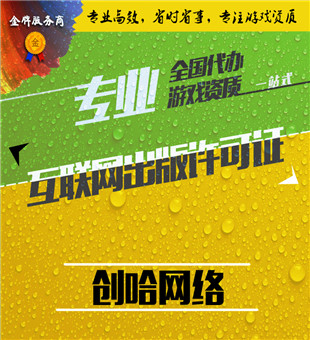 金牌服务商
专业高效，省时省事，专注游戏资质
金
专业
全国代办
游戏资质
一站式
互联网出版许可证
创哈网络